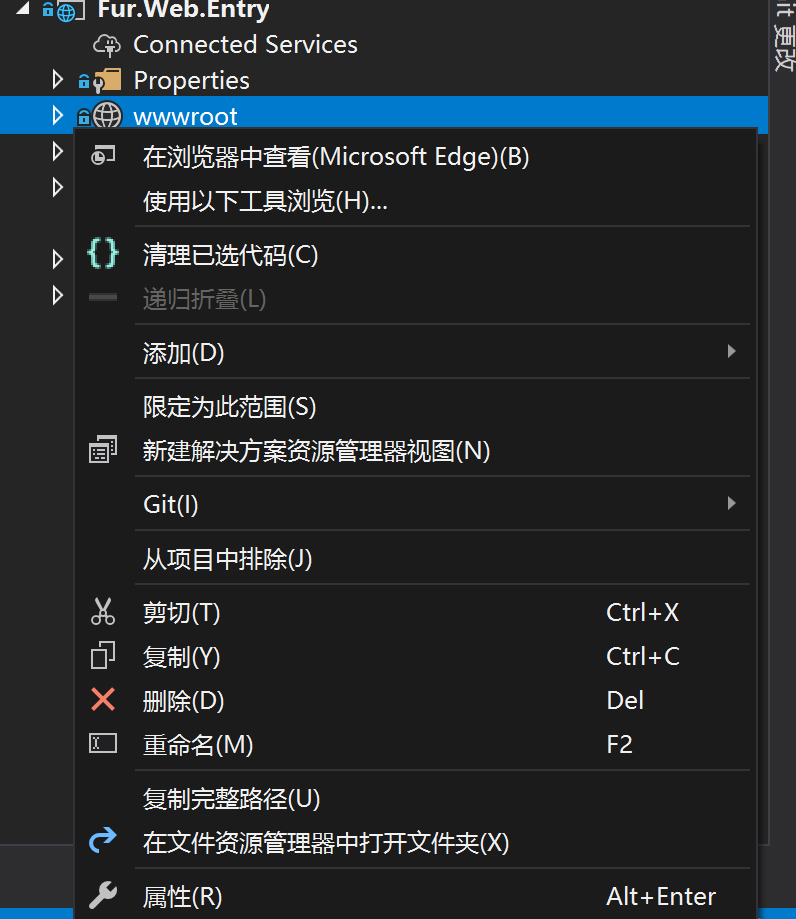 Fur.Web.Entry
Connected Services
Properties
wwwroot
在浏览器中查看(Microsoft Edge)(B)
使用以下工具浏览(H)...
清理已选代码(C)
递归折叠(L)
添加(D)
限定为此范围(S)
新建解决方案资源管理器视图(N)
Git(I)
从项目中排除(J)
剪切(T) Ctrl+X
复制(Y) Ctrl+C
删除(D) Del
重命名(M) F2
复制完整路径(U)
在文件资源管理器中打开文件夹(X)
属性(R) Alt+Enter
it 更改